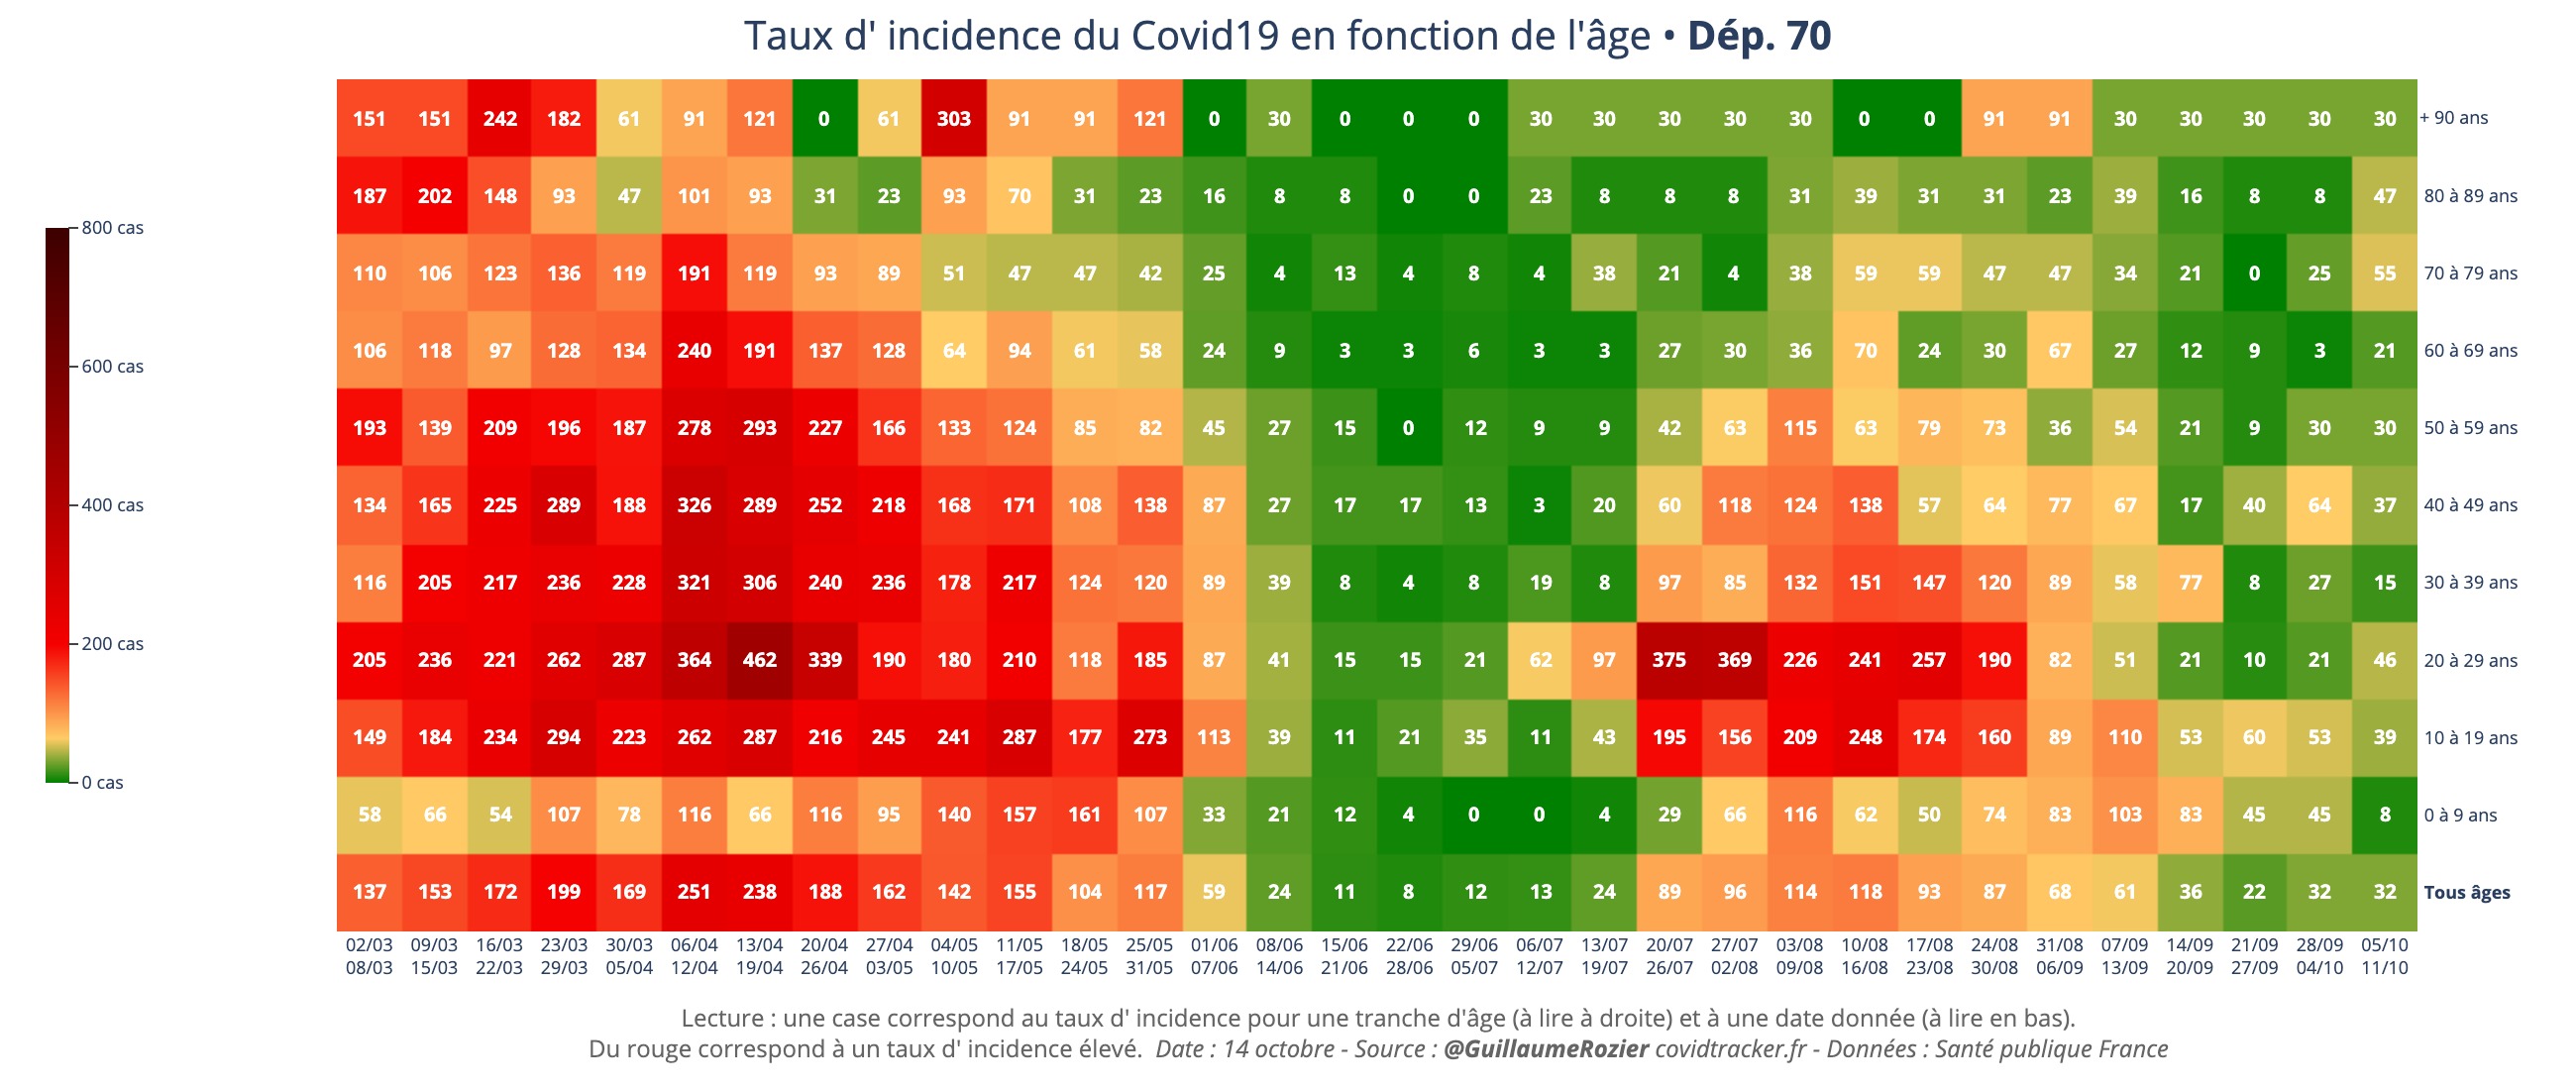 Taux d' incidence du Covid19 en fonction de l'âge • Dép. 70
800 cas
600 cas
400 cas
200 cas
0 cas
151 151 242 182 61 91 121 0 61 303 91 91 121 0 30 0 0 0 30 30 30 30 30 0 0 91 91 30 30 30 30 30 + 90 ans
187 202 148 93 47 101 93 31 23 93 70 31 23 16 8 8 0 0 23 8 8 8 31 39 31 31 23 39 16 8 8 47 80 à 89 ans
110 106 123 136 119 191 119 93 89 51 47 47 42 25 4 13 4 8 4 38 21 4 38 59 59 47 47 34 21 0 25 55 70 à 79 ans
106 118 97 128 134 240 191 137 128 64 94 61 58 24 9 3 3 6 3 3 27 30 36 70 24 30 67 27 12 9 3 21 60 à 69 ans
193 139 209 196 187 278 293 227 166 133 124 85 82 45 27 15 0 12 9 9 42 63 115 63 79 73 36 54 21 9 30 30 50 à 59 ans
134 165 225 289 188 326 289 252 218 168 171 108 138 87 27 17 17 13 3 20 60 118 124 138 57 64 77 67 17 40 64 37 40 à 49 ans
116 205 217 236 228 321 306 240 236 178 217 124 120 89 39 8 4 8 19 8 97 85 132 151 147 120 89 58 77 8 27 15 30 à 39 ans
205 236 221 262 287 364 462 339 190 180 210 118 185 87 41 15 15 21 62 97 375 369 226 241 257 190 82 51 21 10 21 46 20 à 29 ans
149 184 234 294 223 262 287 216 245 241 287 177 273 113 39 11 21 35 11 43 195 156 209 248 174 160 89 110 53 60 53 39 10 à 19 ans
58 66 54 107 78 116 66 116 95 140 157 161 107 33 21 12 4 0 0 4 29 66 116 62 50 74 83 103 83 45 45 8 0 à 9 ans
137 153 172 199 169 251 238 188 162 142 155 104 117 59 24 11 8 12 13 24 89 96 114 118 93 87 68 61 36 22 32 32 Tous âges
02/03 09/03 16/03 23/03 30/03 06/04 13/04 20/04 27/04 04/05 11/05 18/05 25/05 01/06 08/06 15/06 22/06 29/06 06/07 13/07 20/07 27/07 03/08 10/08 17/08 24/08 31/08 07/09 14/09 21/09 28/09 05/10
08/03 15/03 22/03 29/03 05/04 12/04 19/04 26/04 03/05 10/05 17/05 24/05 31/05 07/06 14/06 21/06 28/06 05/07 12/07 19/07 26/07 02/08 09/08 16/08 23/08 30/08 06/09 13/09 20/09 27/09 04/10 11/10
Lecture : une case correspond au taux d' incidence pour une tranche d'âge (à lire à droite) et à une date donnée (à lire en bas).
Du rouge correspond à un taux d' incidence élevé. Date : 14 octobre - Source : @GuillaumeRozier covidtracker.fr - Données : Santé publique France